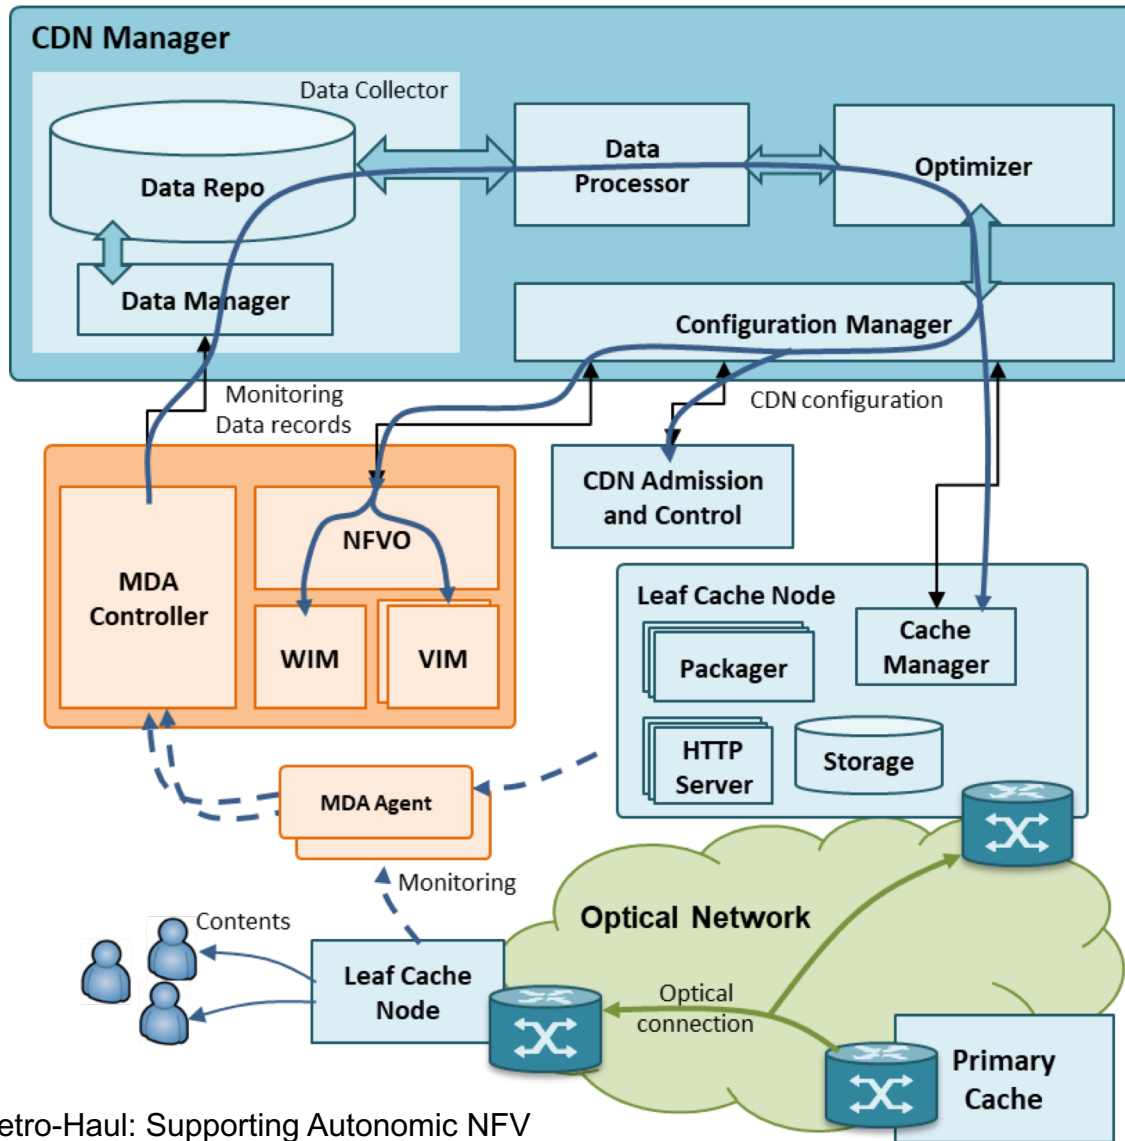 CDN Manager
Data Collector
Data Repo
Data
Processor
Optimizer
Data Manager
Configuration Manager
Monitoring
Data records
CDN configuration
CDN Admission
and Control
MDA
Controller
NFVO
WIM
VIM
Leaf Cache Node
Packager
Cache
Manager
HTTP
Server
Storage
MDA Agent
Monitoring
Contents
Optical Network
Leaf Cache
Node
Optical
connection
Primary
Cache
etro-Haul: Supporting Autonomic NFV